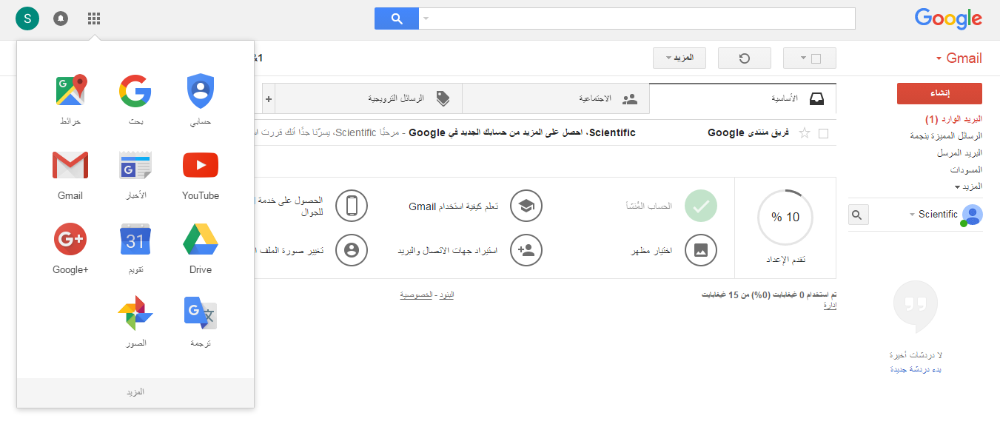 Google
S
Gmail
المزيد
1&
إنشاء
البريد الوارد (1)
الرسائل المميزة بنجمة
البريد المرسل
المسودات
المزيد
Scientific
لا دردشات أخيرة
بدء دردشة جديدة
الأساسية
الاجتماعية
الرسائل الترويجية
+
فريق منتدى Google
Scientific، احصل على المزيد من حسابك الجديد في Google - مرحبًا Scientific، يسرّنا جدًا أنك قررت
10 %
تقدم الإعداد
الحساب المُنشأ
تعلم كيفية استخدام Gmail
الحصول على خدمة
للجوال
اختيار مظهر
استيراد جهات الاتصال والبريد
تغيير صورة الملف
تم استخدام 0 غيغابايت (0%) من 15 غيغابايت
إدارة
البنود - الخصوصية
حسابي
بحث
خرائط
YouTube
الأخبار
Gmail
Drive
31
تقويم
G+
Google+
ترجمة
الصور
المزيد